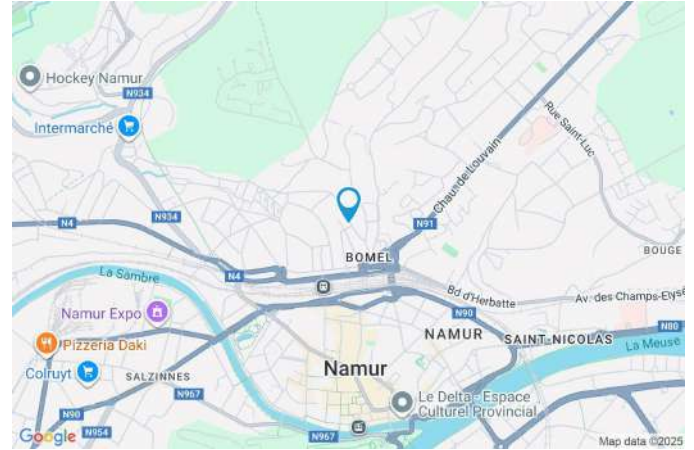 Hockey Namur
N934
Intermarché
Rue Saint-Luc
Chau. de Louvain
N4
N934
N91
BOMEL
BOUGE
La Sambre
N4
Bd d'Herbatte
Av. des Champs-Elysé
Namur Expo
N90
NAMUR
SAINT-NICOLAS
N80
La Meuse
Pizzeria Daki
Colruyt
SALZINNES
Namur
N967
Le Delta - Espace
Culturel Provincial
N90
N954
N967
Google
Map data ©2025